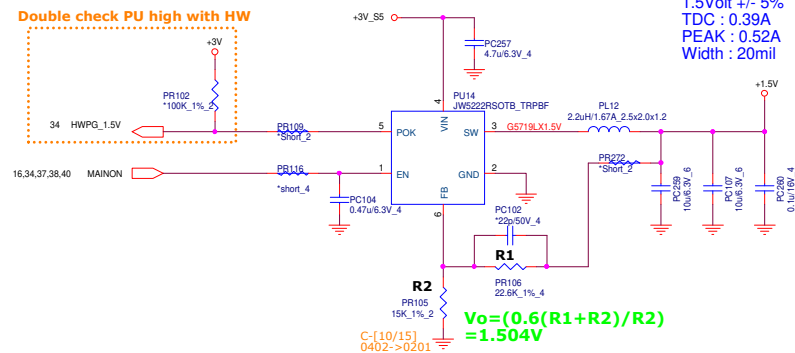 Double check PU high with HW
1.5Volt +/- 5%
TDC : 0.39A
PEAK : 0.52A
Width : 20mil
+3V_S5
PC257
4.7u/6.3V_4
+3V
PR102
*100K_1%_2
+1.5V
PU14
JW5222RSOTB_TRPBF
PL12
2.2uH/1.67A_2.5x2.0x1.2
34 HWPG_1.5V
PR109
*Short_2
5 POK
4 VIN
SW 3
G5719LX1.5V
16,34,37,38,40 MAINON
PR116
*short_4
1 EN
GND 2
FB 6
PR272
*Short_2
PC104
0.47u/6.3V_4
PC259
10u/6.3V_6
PC107
10u/6.3V_6
PC260
0.1u/16V_4
PC102
*22p/50V_4
R1
PR106
22.6K_1%_4
R2
PR105
15K_1%_2
Vo=(0.6(R1+R2)/R2)
=1.504V
C-[10/15]
0402->0201